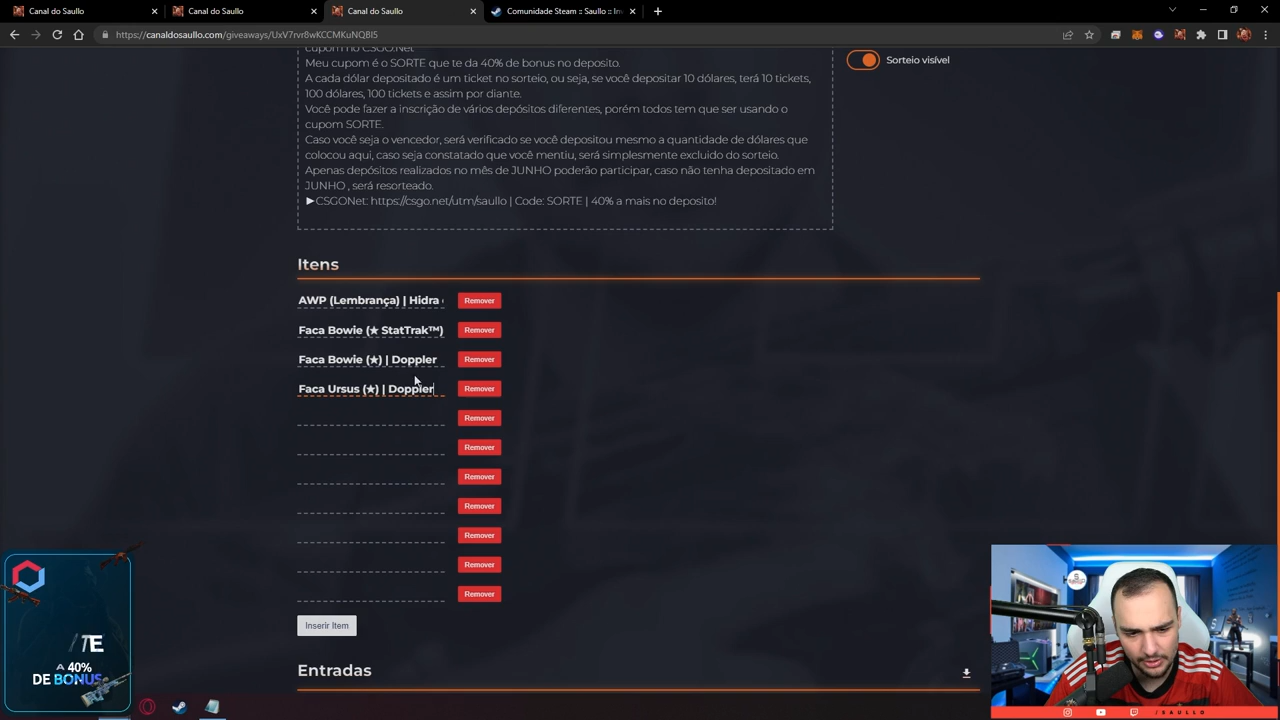 Canal do Saullo
Canal do Saullo
Canal do Saullo
Comunidade Steam :: Saullo :: In
https://canaldosaullo.com/giveaways/UxV7rvr8wKCCMKuNQBI5
cupom no CSGO.Net
Meu cupom é o SORTE que te da 40% de bonus no deposito.
A cada dólar depositado é um ticket no sorteio, ou seja, se você depositar 10 dólares, terá 10 tickets,
100 dólares, 100 tickets e assim por diante.
Você pode fazer a inscrição de vários depósitos diferentes, porém todos tem que ser usando o
cupom SORTE.
Caso você seja o vencedor, será verificado se você depositou mesmo a quantidade de dólares que
colocou aqui, caso seja constatado que você mentiu, será simplesmente excluido do sorteio.
Apenas depósitos realizados no mês de JUNHO poderão participar, caso não tenha depositado em
JUNHO , será resorteado.
►CSGONet: https://csgo.net/utm/saullo | Code: SORTE | 40% a mais no deposito!
Sorteio visível
Itens
AWP (Lembrança) | Hidra Remover
Faca Bowie (★ StatTrak™) Remover
Faca Bowie (★) | Doppler Remover
Faca Ursus (★) | Doppler Remover
Remover
Remover
Remover
Remover
Remover
Remover
Remover
Inserir Item
Entradas
A 40%
DE BONUS
/SAULLO